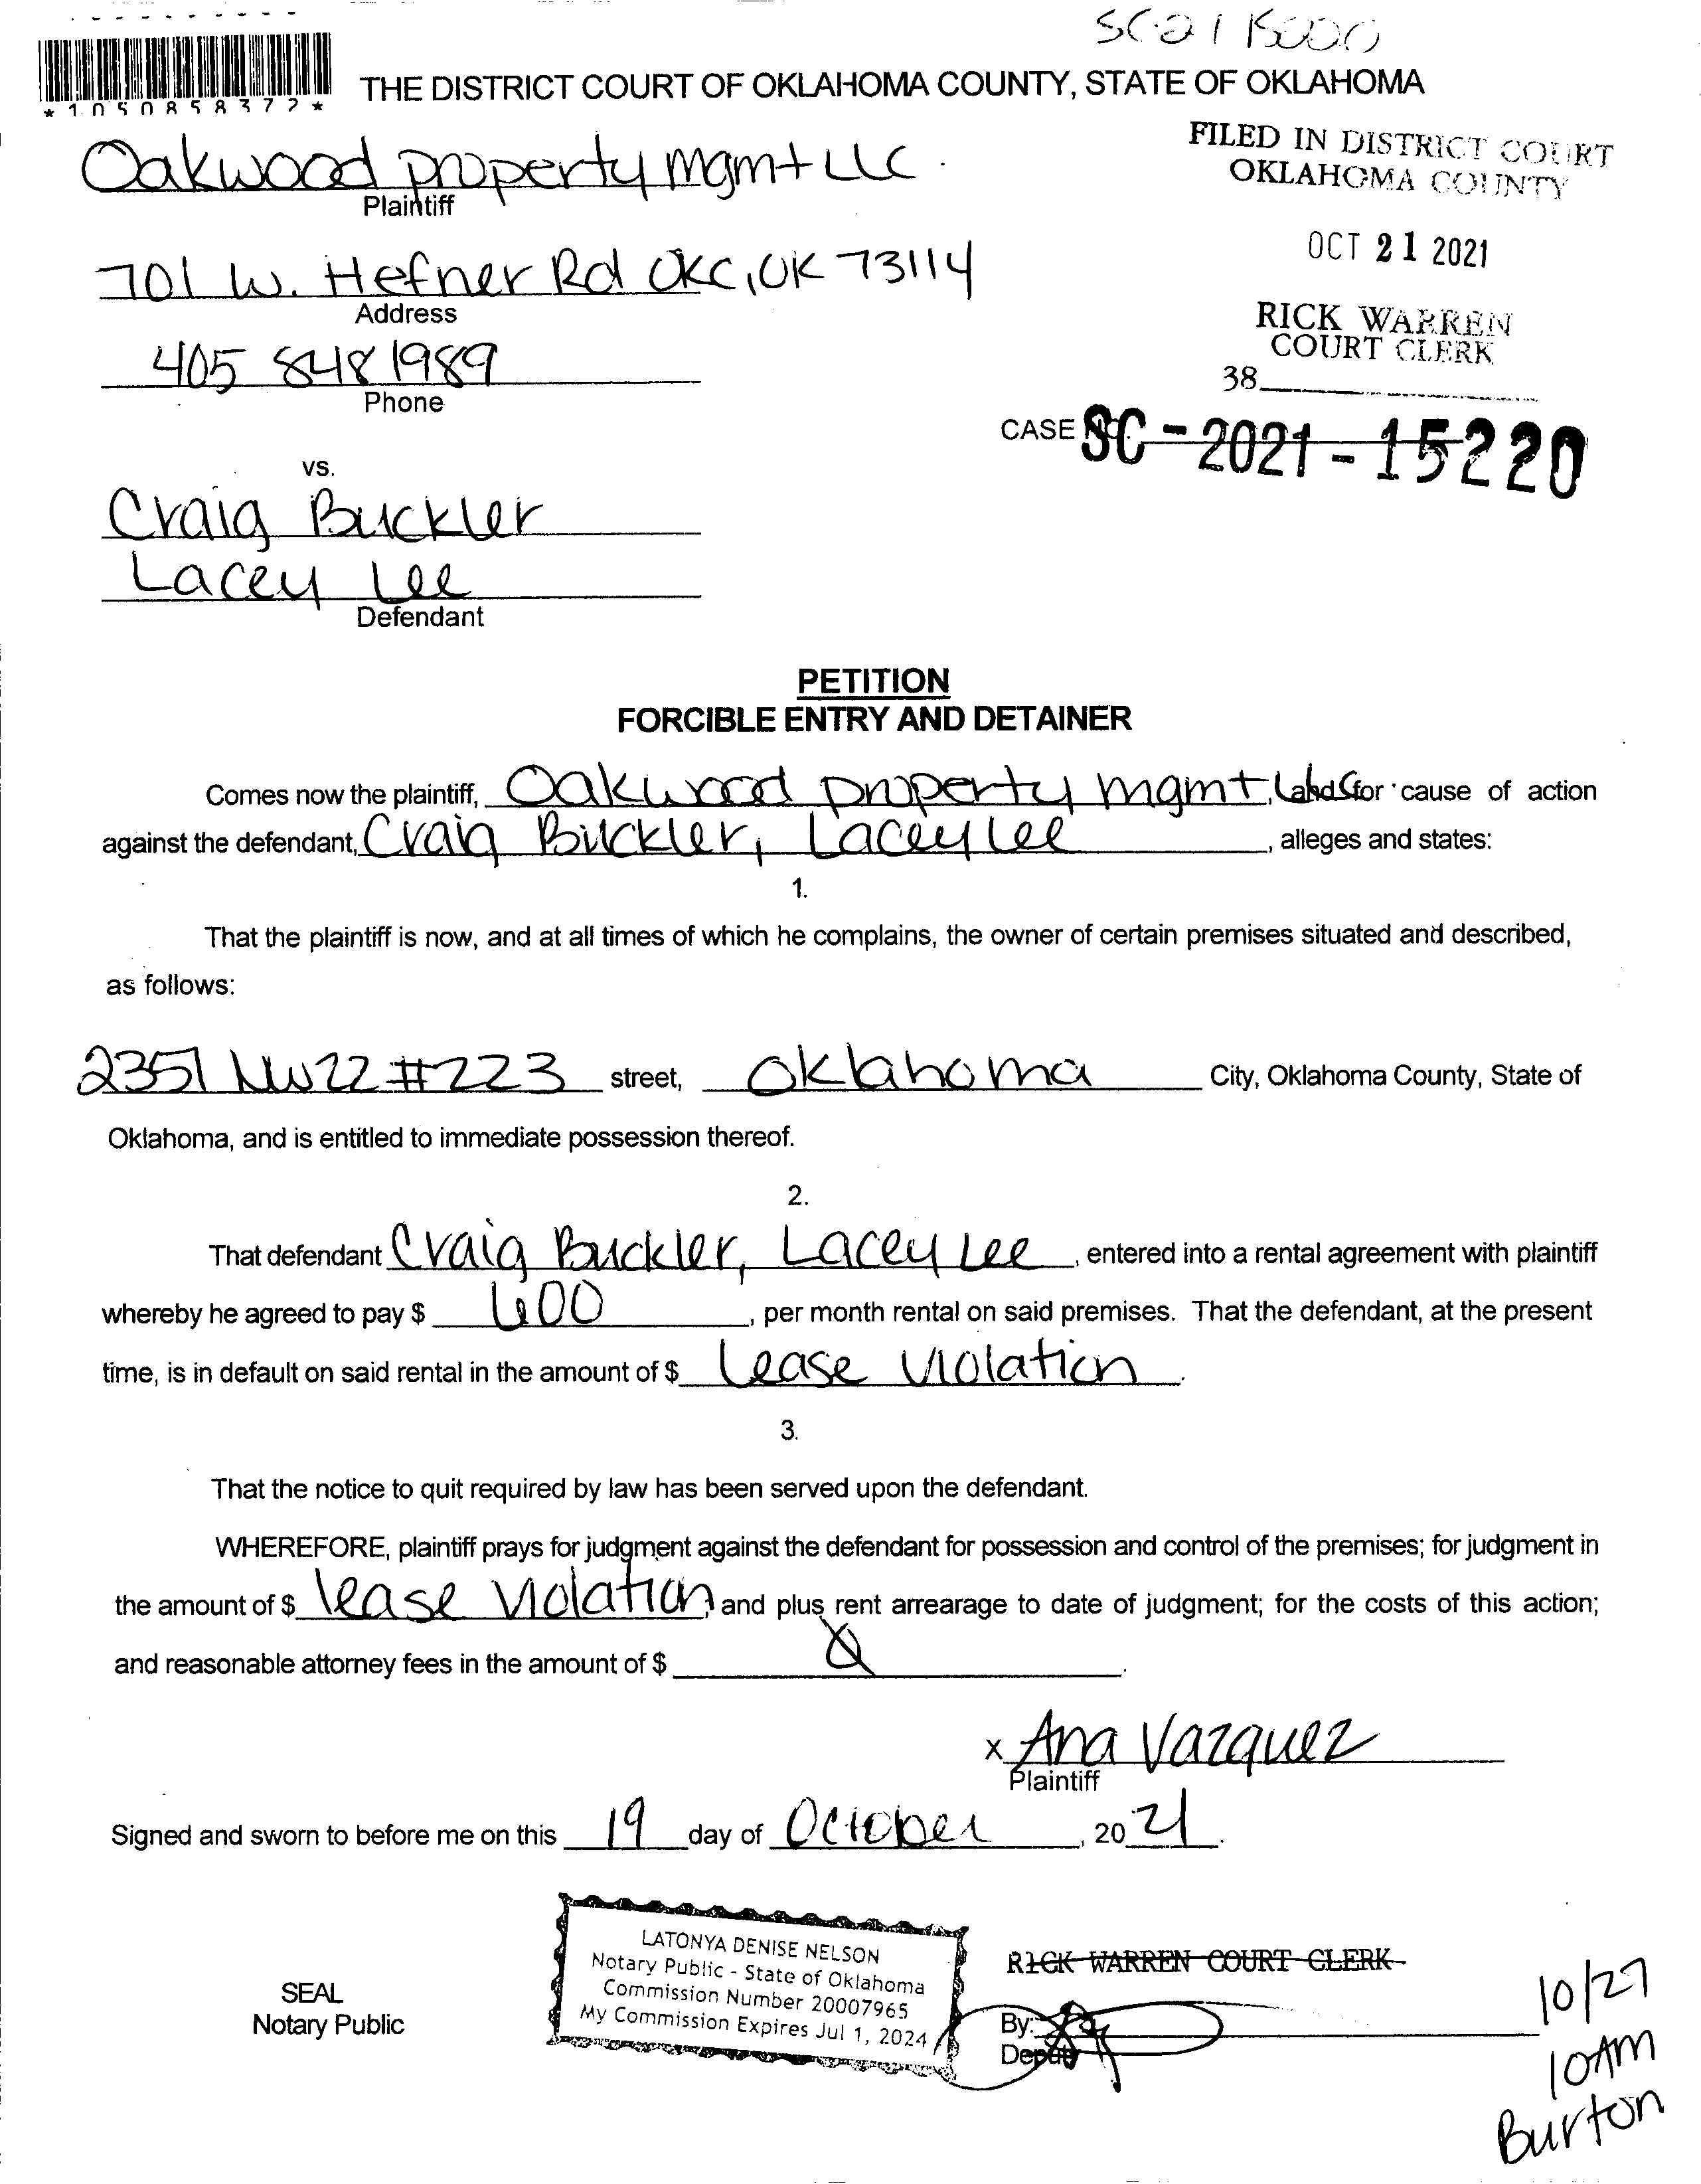 *1050858372*
THE DISTRICT COURT OF OKLAHOMA COUNTY, STATE OF OKLAHOMA
Oakwood property mgmt LLC
Plaintiff
FILED IN DISTRICT COURT
OKLAHOMA COUNTY
OCT 21 2021
RICK WARREN
COURT CLERK
38
701 W. Hefner Rd OKC, OK 73114
Address
405 848 1989
Phone
CASE NO. SC-2021-15220
vs.
Craig Buckler
Lacey Lee
Defendant
PETITION
FORCIBLE ENTRY AND DETAINER
Comes now the plaintiff, Oakwood property mgmt, LLC and for cause of action
against the defendant, Craig Buckler, Lacey Lee, alleges and states:
1.
That the plaintiff is now, and at all times of which he complains, the owner of certain premises situated and described,
as follows:
2351 NW 22 #223 street, Oklahoma City, Oklahoma County, State of
Oklahoma, and is entitled to immediate possession thereof.
2.
That defendant Craig Buckler, Lacey Lee, entered into a rental agreement with plaintiff
whereby he agreed to pay $ 600, per month rental on said premises. That the defendant, at the present
time, is in default on said rental in the amount of $ Lease Violation.
3.
That the notice to quit required by law has been served upon the defendant.
WHEREFORE, plaintiff prays for judgment against the defendant for possession and control of the premises; for judgment in
the amount of $ lease violation, and plus rent arrearage to date of judgment; for the costs of this action;
and reasonable attorney fees in the amount of $
x Ana Vazquez
Plaintiff
Signed and sworn to before me on this 19 day of October, 2021.
LATONYA DENISE NELSON
Notary Public - State of Oklahoma
Commission Number 20007965
My Commission Expires Jul 1, 2024
SEAL
Notary Public
RICK WARREN COURT CLERK
By:
Deputy
10/27
10AM
Burton